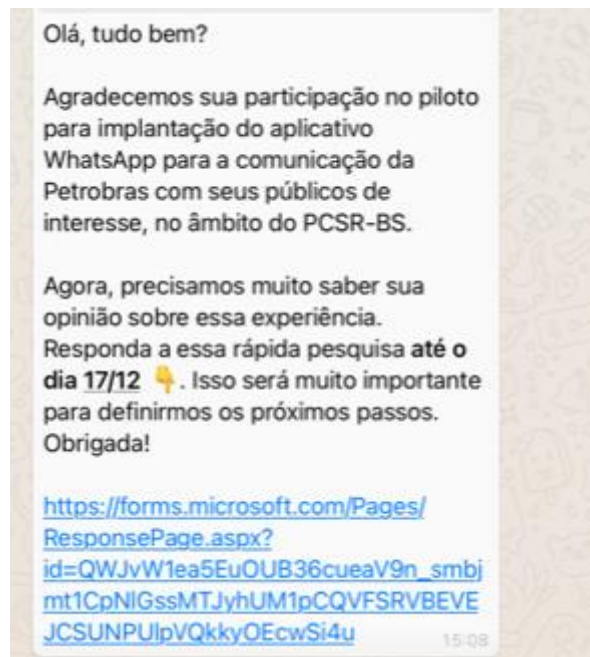 Olá, tudo bem?
Agradecemos sua participação no piloto
para implantação do aplicativo
WhatsApp para a comunicação da
Petrobras com seus públicos de
interesse, no âmbito do PCSR-BS.
Agora, precisamos muito saber sua
opinião sobre essa experiência.
Responda a essa rápida pesquisa até o
dia 17/12 👇. Isso será muito importante
para definirmos os próximos passos.
Obrigada!
https://forms.microsoft.com/Pages/
ResponsePage.aspx?
id=QWJvW1ea5EuOUB36cueaV9n_smbj
mt1CpNlGssMTJyhUM1pCQVFSRVBEVE
JCSUNPUlpVQkkyOEcwSi4u
15:08